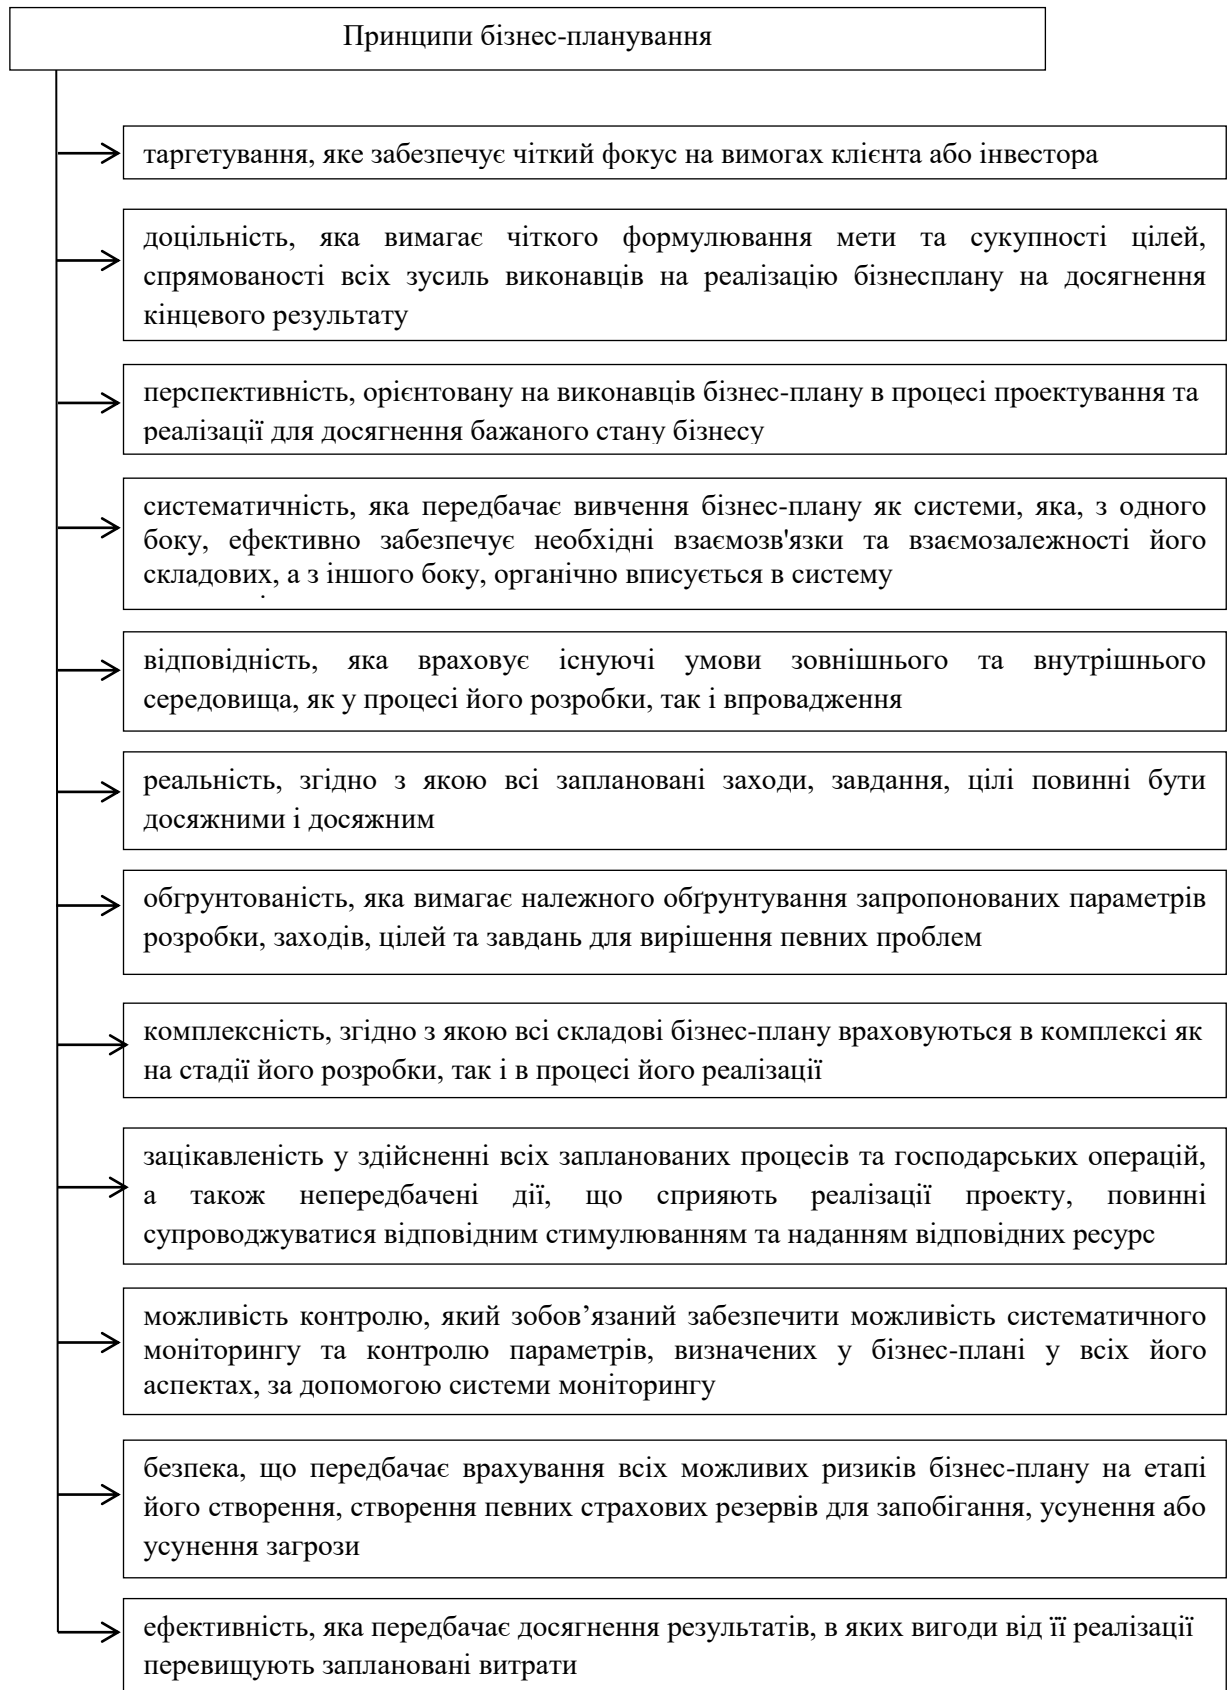 Принципи бізнес-планування
таргетування, яке забезпечує чіткий фокус на вимогах клієнта або інвестора
доцільність, яка вимагає чіткого формулювання мети та сукупності цілей,
спрямованості всіх зусиль виконавців на реалізацію бізнесплану на досягнення
кінцевого результату
перспективність, орієнтовану на виконавців бізнес-плану в процесі проектування та
реалізації для досягнення бажаного стану бізнесу
систематичність, яка передбачає вивчення бізнес-плану як системи, яка, з одного
боку, ефективно забезпечує необхідні взаємозв'язки та взаємозалежності його
складових, а з іншого боку, органічно вписується в систему
відповідність, яка враховує існуючі умови зовнішнього та внутрішнього
середовища, як у процесі його розробки, так і впровадження
реальність, згідно з якою всі заплановані заходи, завдання, цілі повинні бути
досяжними і досяжним
обгрунтованість, яка вимагає належного обґрунтування запропонованих параметрів
розробки, заходів, цілей та завдань для вирішення певних проблем
комплексність, згідно з якою всі складові бізнес-плану враховуються в комплексі як
на стадії його розробки, так і в процесі його реалізації
зацікавленість у здійсненні всіх запланованих процесів та господарських операцій,
а також непередбачені дії, що сприяють реалізації проекту, повинні
супроводжуватися відповідним стимулюванням та наданням відповідних ресурс
можливість контролю, який зобов’язаний забезпечити можливість систематичного
моніторингу та контролю параметрів, визначених у бізнес-плані у всіх його
аспектах, за допомогою системи моніторингу
безпека, що передбачає врахування всіх можливих ризиків бізнес-плану на етапі
його створення, створення певних страхових резервів для запобігання, усунення або
усунення загрози
ефективність, яка передбачає досягнення результатів, в яких вигоди від її реалізації
перевищують заплановані витрати